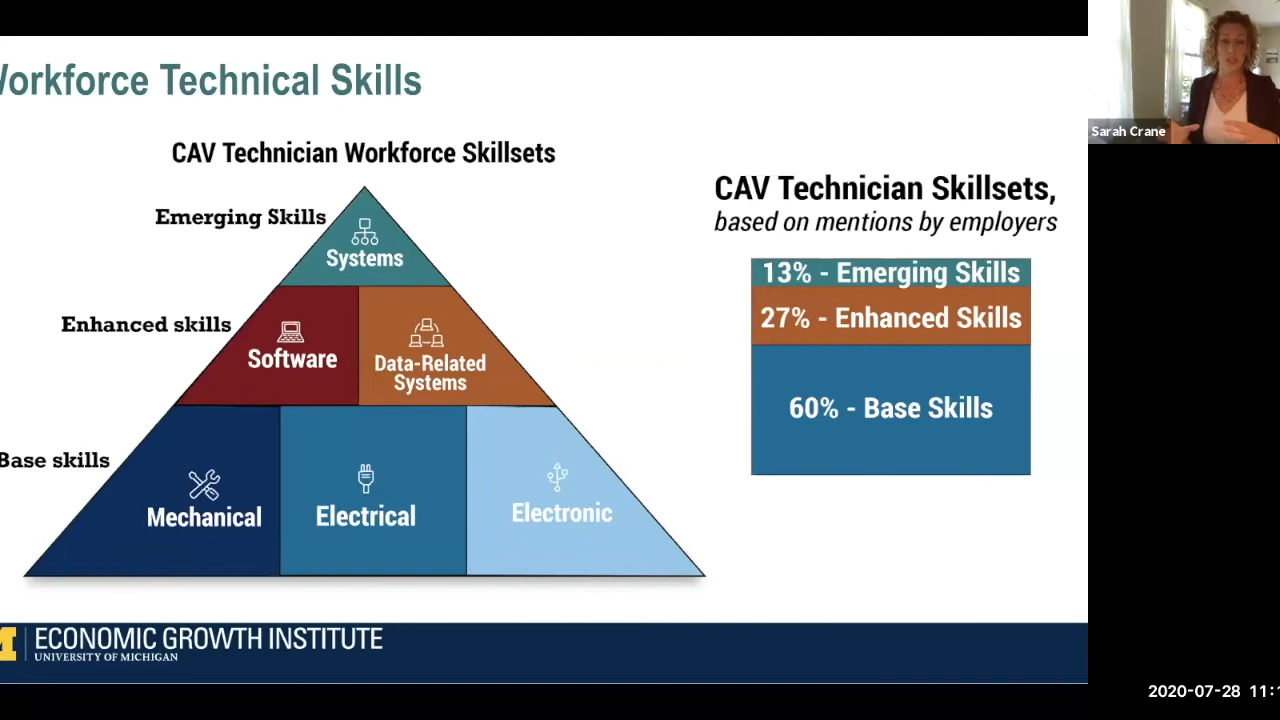 Workforce Technical Skills
CAV Technician Workforce Skillsets
Emerging Skills
Systems
Enhanced skills
Software
Data-Related
Systems
Base skills
Mechanical
Electrical
Electronic
CAV Technician Skillsets,
based on mentions by employers
13% - Emerging Skills
27% - Enhanced Skills
60% - Base Skills
M
ECONOMIC GROWTH INSTITUTE
UNIVERSITY OF MICHIGAN
Sarah Crane
2020-07-28 11: